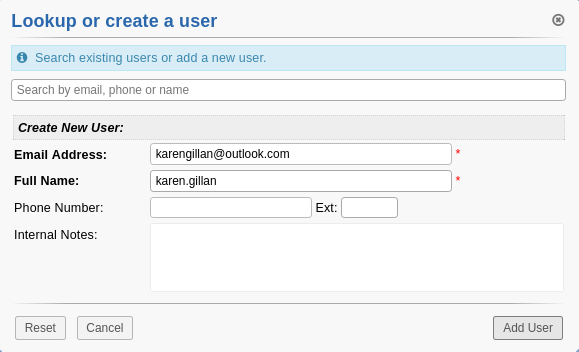 Lookup or create a user
Search existing users or add a new user.
Search by email, phone or name
Create New User:
Email Address: karengillan@outlook.com *
Full Name: karen.gillan *
Phone Number: Ext:
Internal Notes:
Reset Cancel Add User